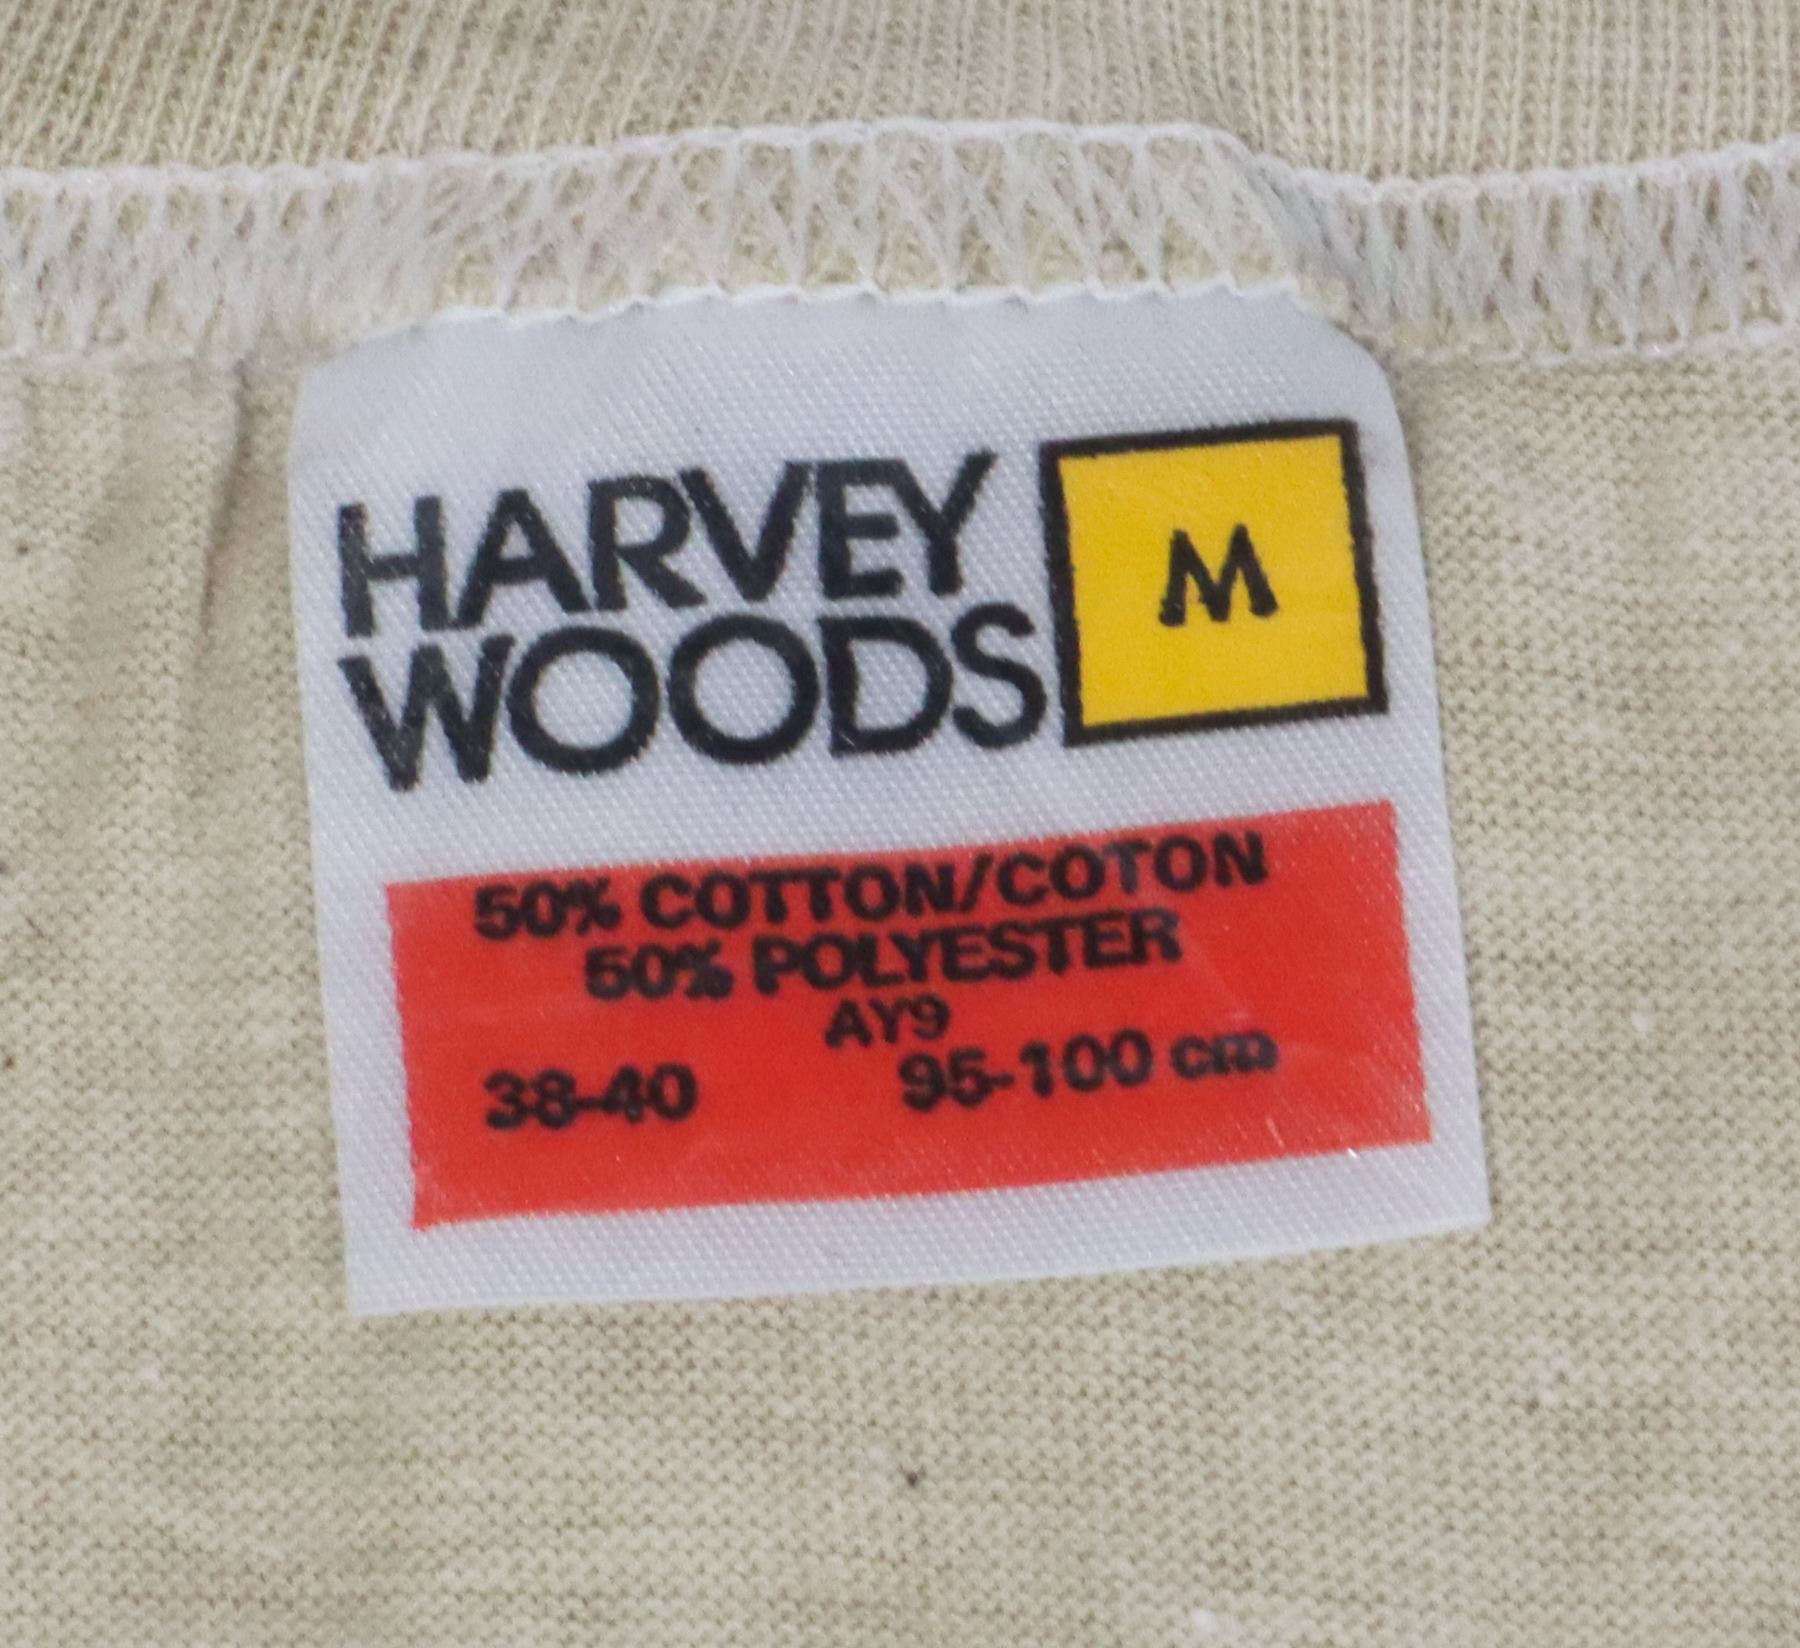 HARVEY
WOODS
M
50% COTTON/COTON
50% POLYESTER
AY9
38-40 95-100 cm